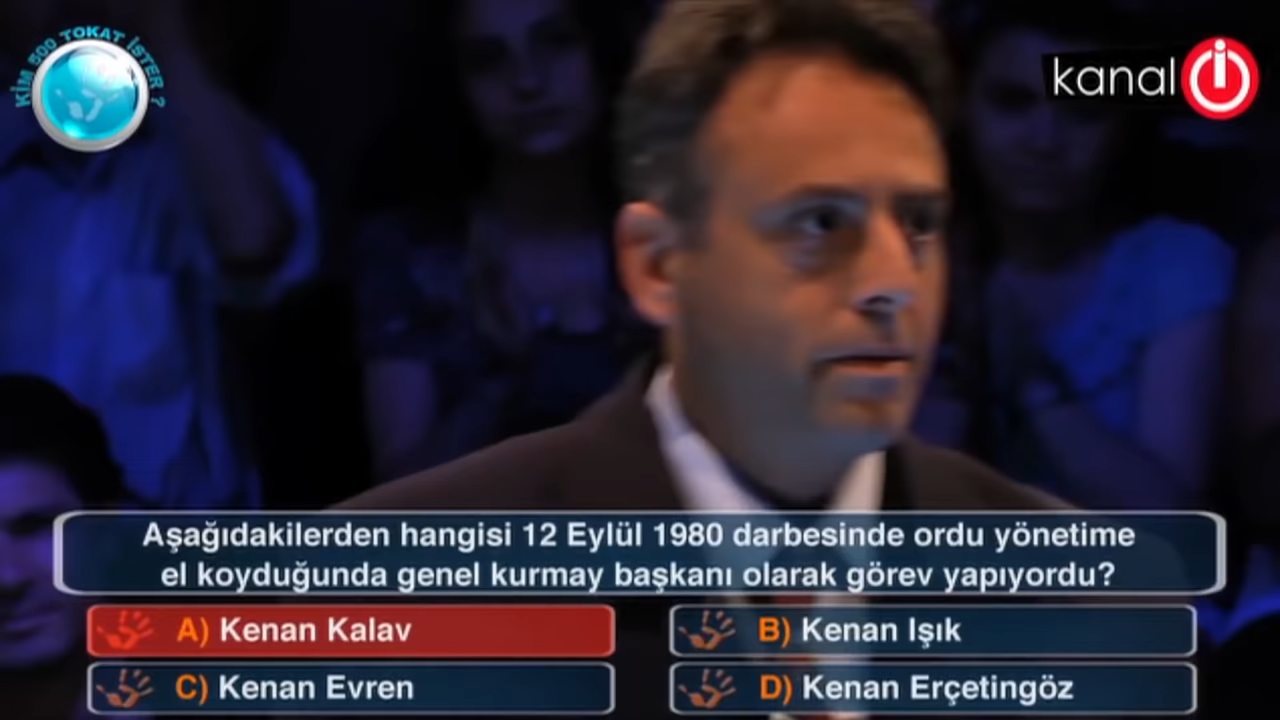 KİM 500 TOKAT İSTER ?
kanal i
Aşağıdakilerden hangisi 12 Eylül 1980 darbesinde ordu yönetime
el koyduğunda genel kurmay başkanı olarak görev yapıyordu?
A) Kenan Kalav
B) Kenan Işık
C) Kenan Evren
D) Kenan Erçetingöz